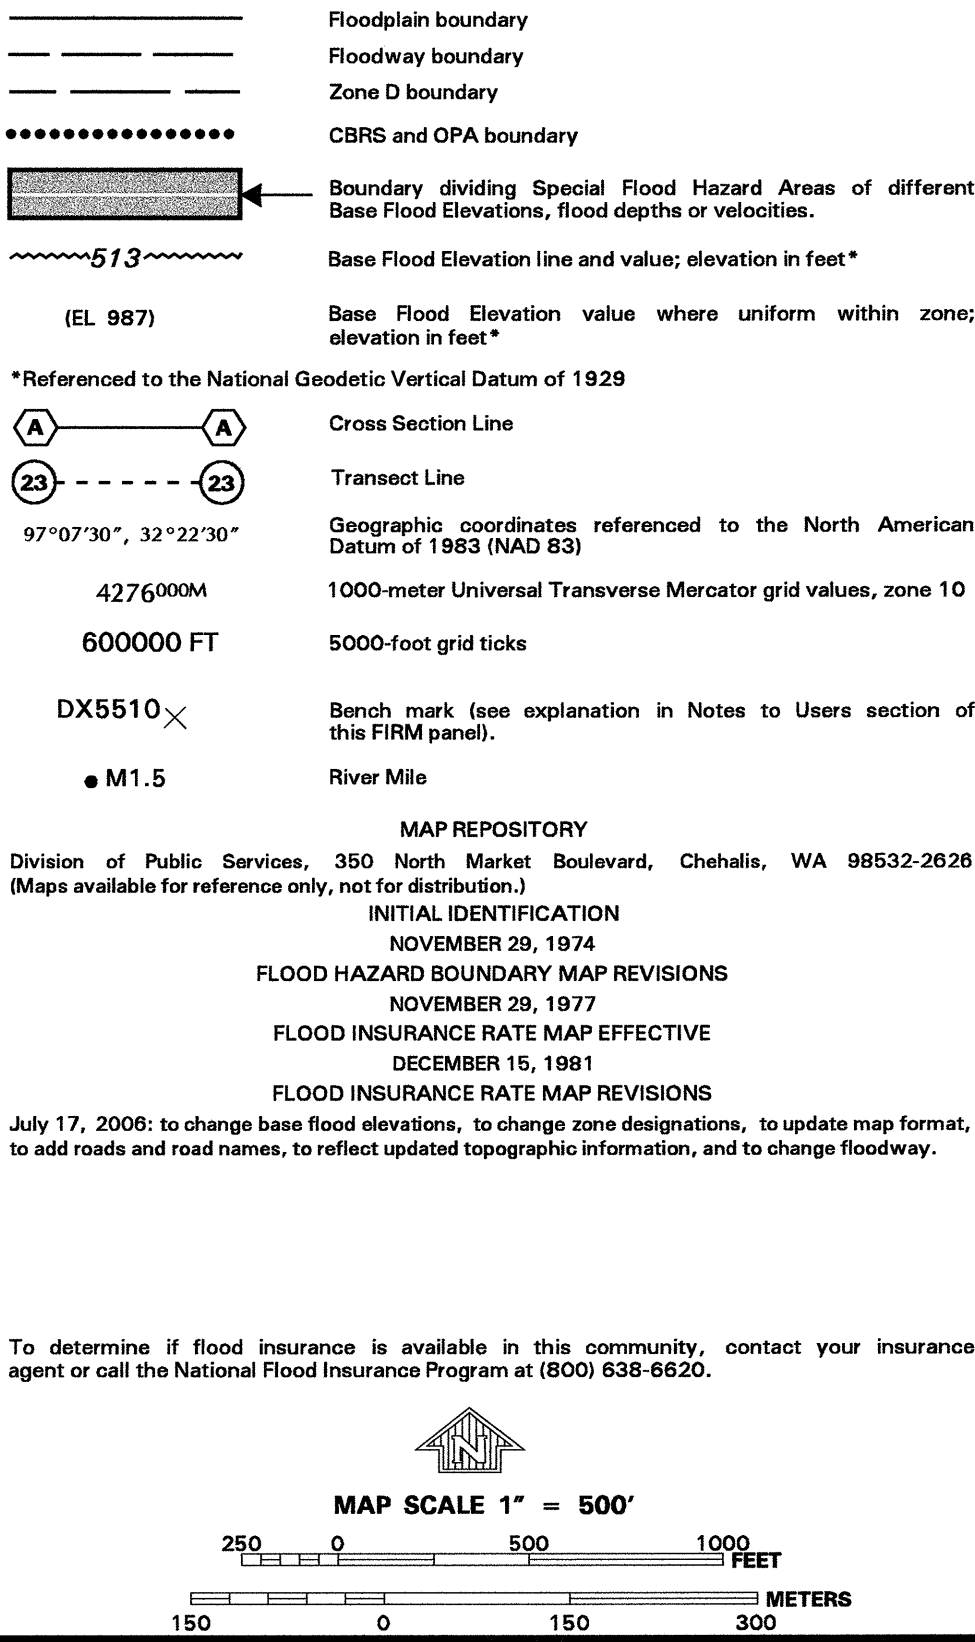 Floodplain boundary
Floodway boundary
Zone D boundary
CBRS and OPA boundary
Boundary dividing Special Flood Hazard Areas of different
Base Flood Elevations, flood depths or velocities.
513 Base Flood Elevation line and value; elevation in feet*
(EL 987) Base Flood Elevation value where uniform within zone;
elevation in feet*
*Referenced to the National Geodetic Vertical Datum of 1929
A A Cross Section Line
23 23 Transect Line
97°07'30", 32°22'30" Geographic coordinates referenced to the North American
Datum of 1983 (NAD 83)
4276000M 1000-meter Universal Transverse Mercator grid values, zone 10
600000 FT 5000-foot grid ticks
DX5510 Bench mark (see explanation in Notes to Users section of
this FIRM panel).
M1.5 River Mile
MAP REPOSITORY
Division of Public Services, 350 North Market Boulevard, Chehalis, WA 98532-2626
(Maps available for reference only, not for distribution.)
INITIAL IDENTIFICATION
NOVEMBER 29, 1974
FLOOD HAZARD BOUNDARY MAP REVISIONS
NOVEMBER 29, 1977
FLOOD INSURANCE RATE MAP EFFECTIVE
DECEMBER 15, 1981
FLOOD INSURANCE RATE MAP REVISIONS
July 17, 2006: to change base flood elevations, to change zone designations, to update map format,
to add roads and road names, to reflect updated topographic information, and to change floodway.
To determine if flood insurance is available in this community, contact your insurance
agent or call the National Flood Insurance Program at (800) 638-6620.
N
MAP SCALE 1" = 500'
250 0 500 1000
FEET
METERS
150 0 150 300